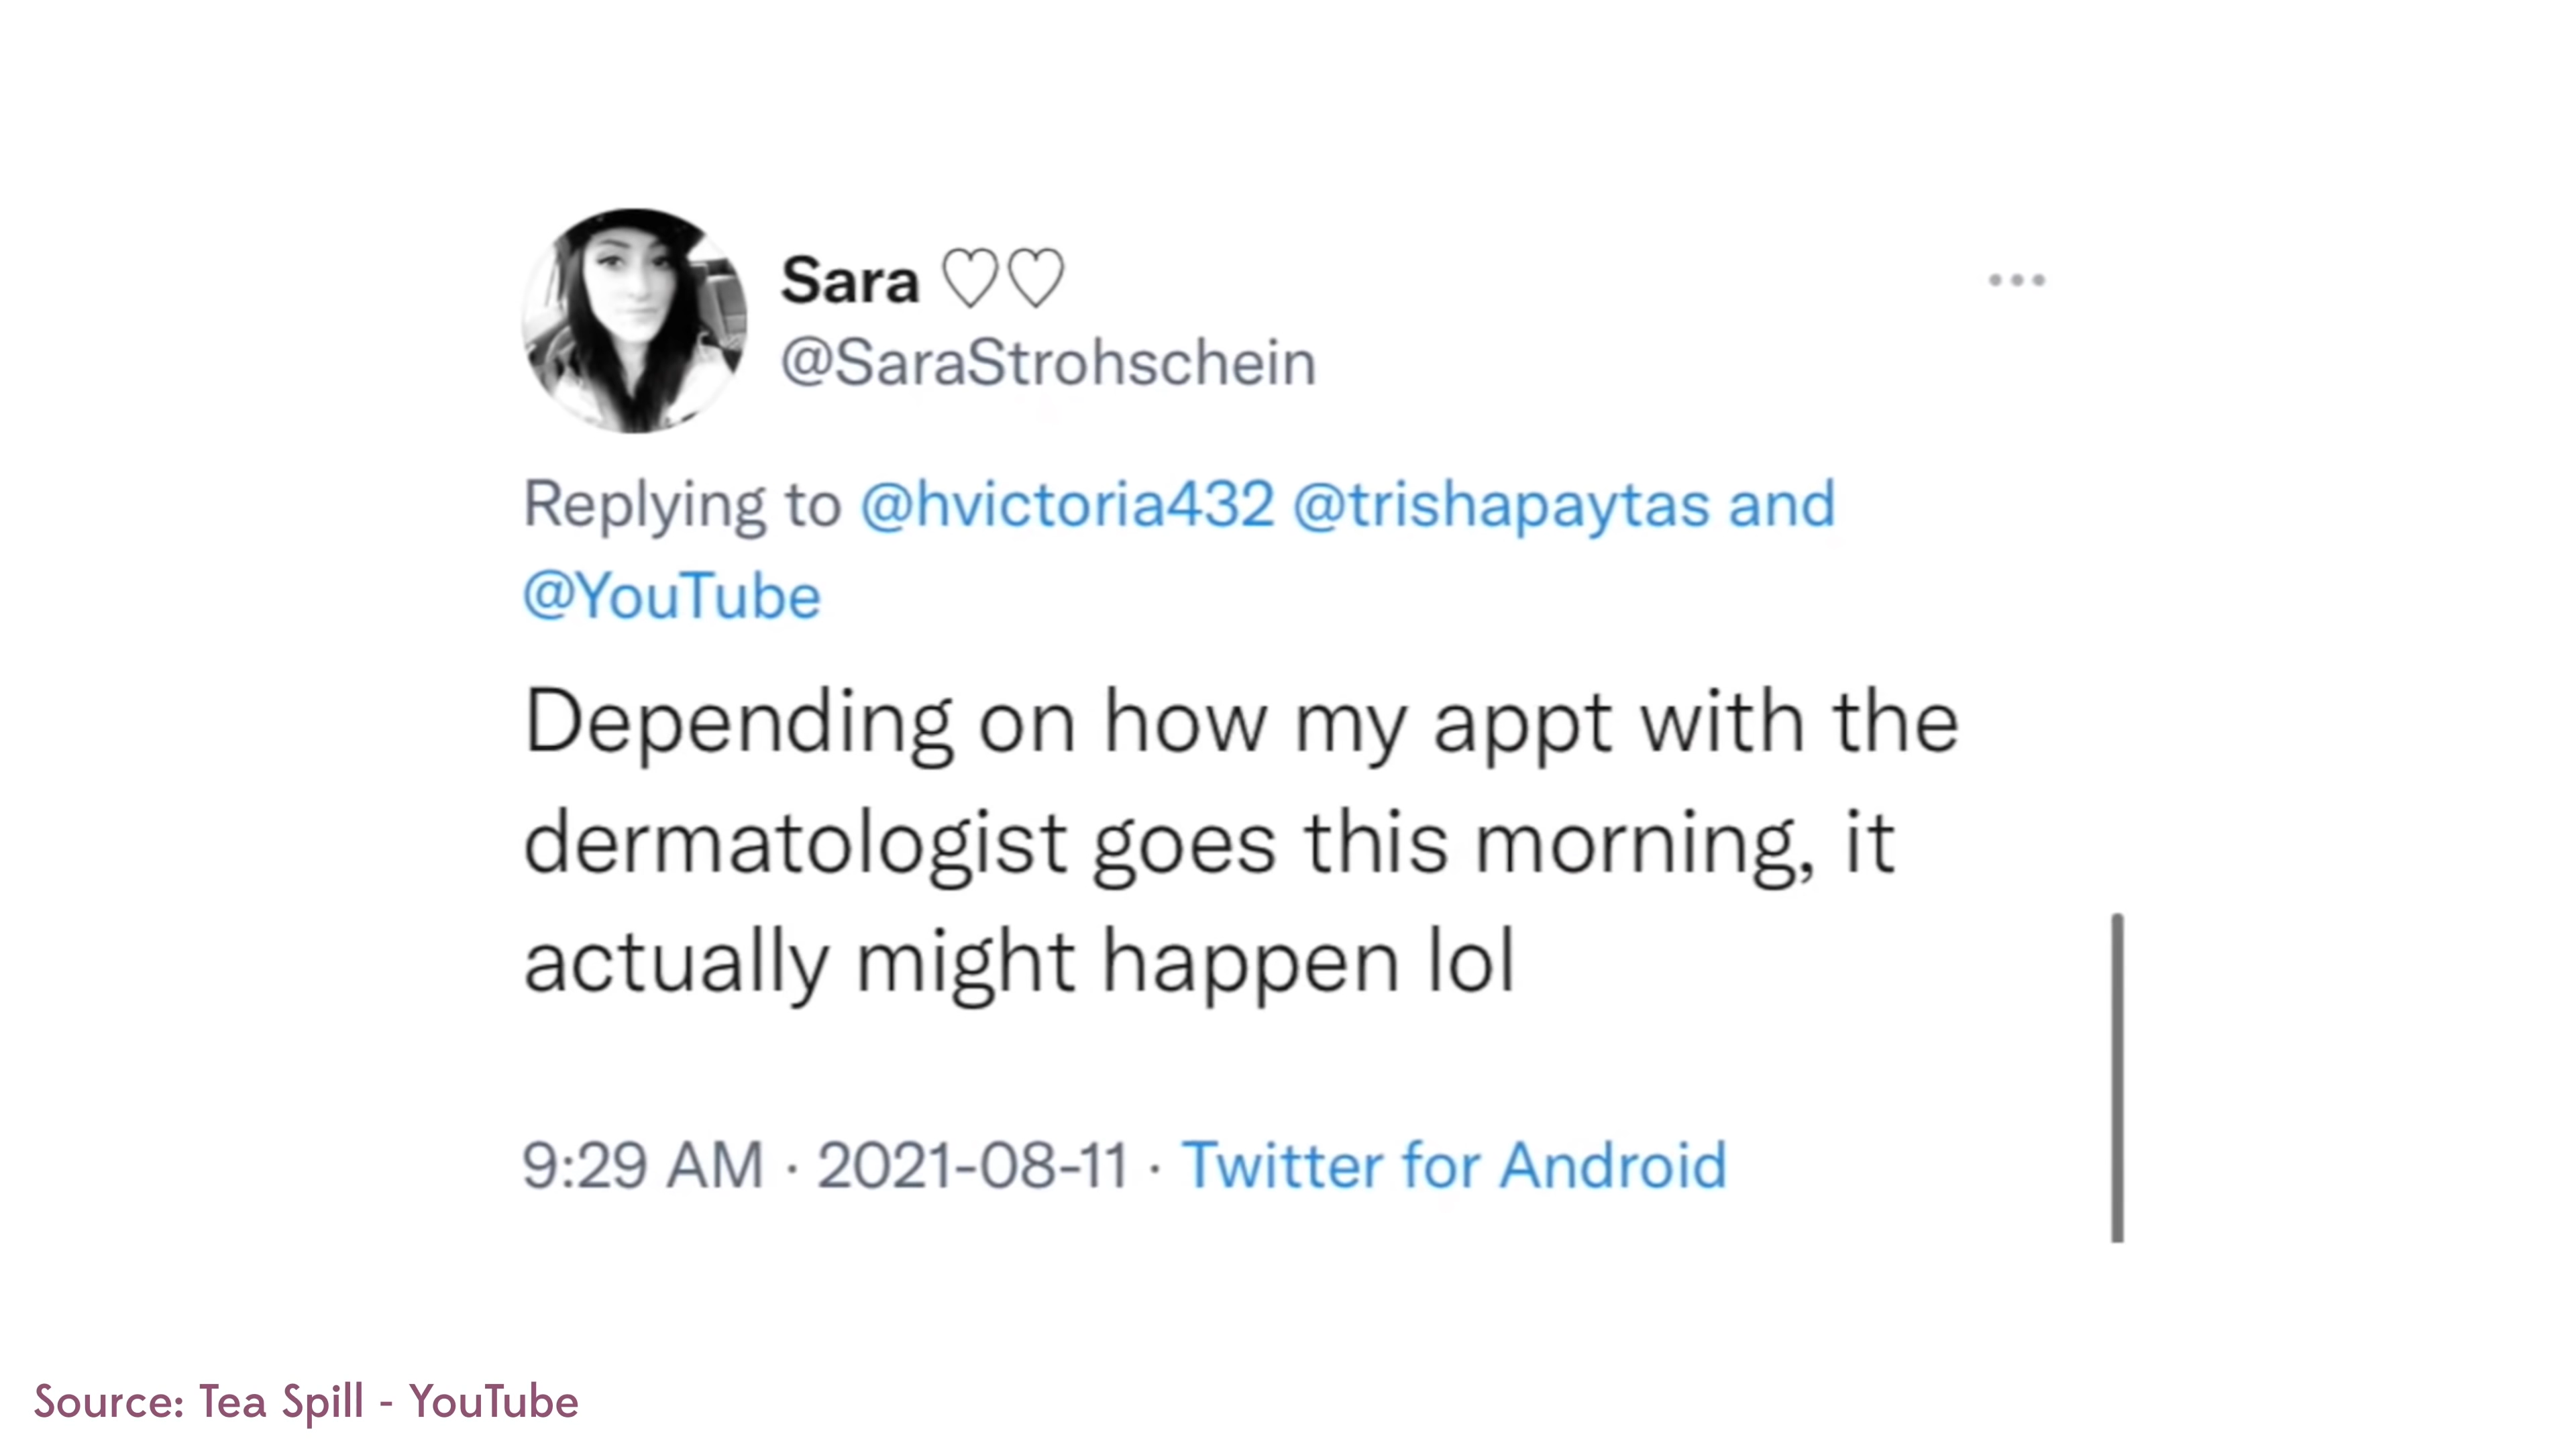 Sara ♡♡
@SaraStrohschein
Replying to @hvictoria432 @trishapaytas and
@YouTube
Depending on how my appt with the
dermatologist goes this morning, it
actually might happen lol
9:29 AM · 2021-08-11 · Twitter for Android
Source: Tea Spill - YouTube